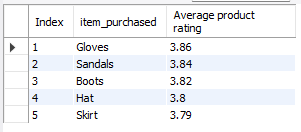 Index item_purchased Average product
rating
1 Gloves 3.86
2 Sandals 3.84
3 Boots 3.82
4 Hat 3.8
5 Skirt 3.79